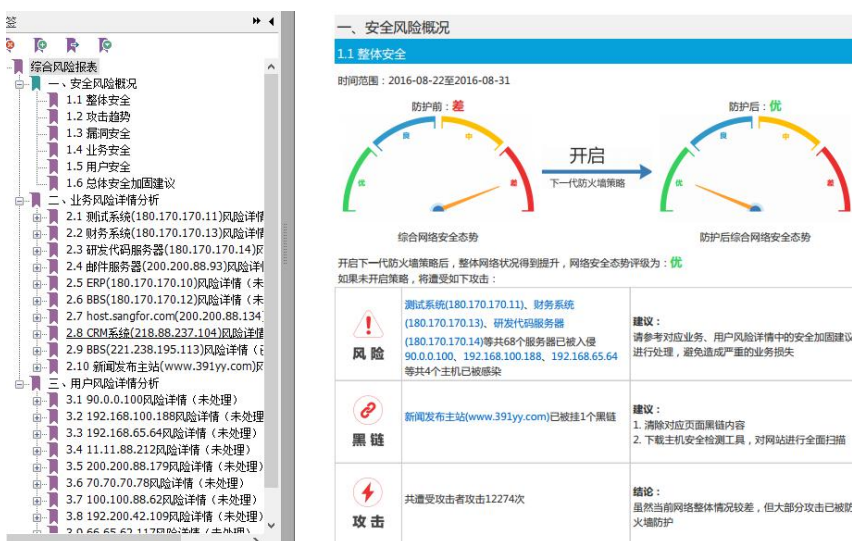 签
综合风险报表
一、安全风险概况
1.1 整体安全
1.2 攻击趋势
1.3 漏洞安全
1.4 业务安全
1.5 用户安全
1.6 总体安全加固建议
二、业务风险详情分析
2.1 测试系统(180.170.170.11)风险详情
2.2 财务系统(180.170.170.13)风险详情
2.3 研发代码服务器(180.170.170.14)风
2.4 邮件服务器(200.200.88.93)风险详
2.5 ERP(180.170.170.10)风险详情（未
2.6 BBS(180.170.170.12)风险详情（未
2.7 host.sangfor.com(200.200.88.134)
2.8 CRM系统(218.88.237.104)风险详情
2.9 BBS(221.238.195.113)风险详情（已
2.10 新闻发布主站(www.391yy.com)风
三、用户风险详情分析
3.1 90.0.0.100风险详情（未处理）
3.2 192.168.100.188风险详情（未处理
3.3 192.168.65.64风险详情（未处理）
3.4 11.11.88.212风险详情（未处理）
3.5 200.200.88.179风险详情（未处理）
3.6 70.70.70.78风险详情（未处理）
3.7 100.100.88.62风险详情（未处理）
3.8 192.200.42.109风险详情（未处理）
3.9 66.65.62.117风险详情（未处理）
一、安全风险概况
1.1 整体安全
时间范围：2016-08-22至2016-08-31
防护前：差
优
良
中
差
综合网络安全态势
开启
下一代防火墙策略
防护后：优
优
良
中
差
防护后综合网络安全态势
开启下一代防火墙策略后，整体网络状况得到提升，网络安全态势评级为：优
如果未开启策略，将遭受如下攻击：
风 险
测试系统(180.170.170.11)、财务系统
(180.170.170.13)、研发代码服务器
(180.170.170.14)等共68个服务器已被入侵
90.0.0.100、192.168.100.188、192.168.65.64
等共4个主机已被感染
建议：
请参考对应业务、用户风险详情中的安全加固建议
进行处理，避免造成严重的业务损失
黑 链
新闻发布主站(www.391yy.com)已被挂1个黑链
建议：
1. 清除对应页面黑链内容
2. 下载主机安全检测工具，对网站进行全面扫描
攻 击
共遭受攻击者攻击12274次
结论：
虽然当前网络整体情况较差，但大部分攻击已被防
火墙防护